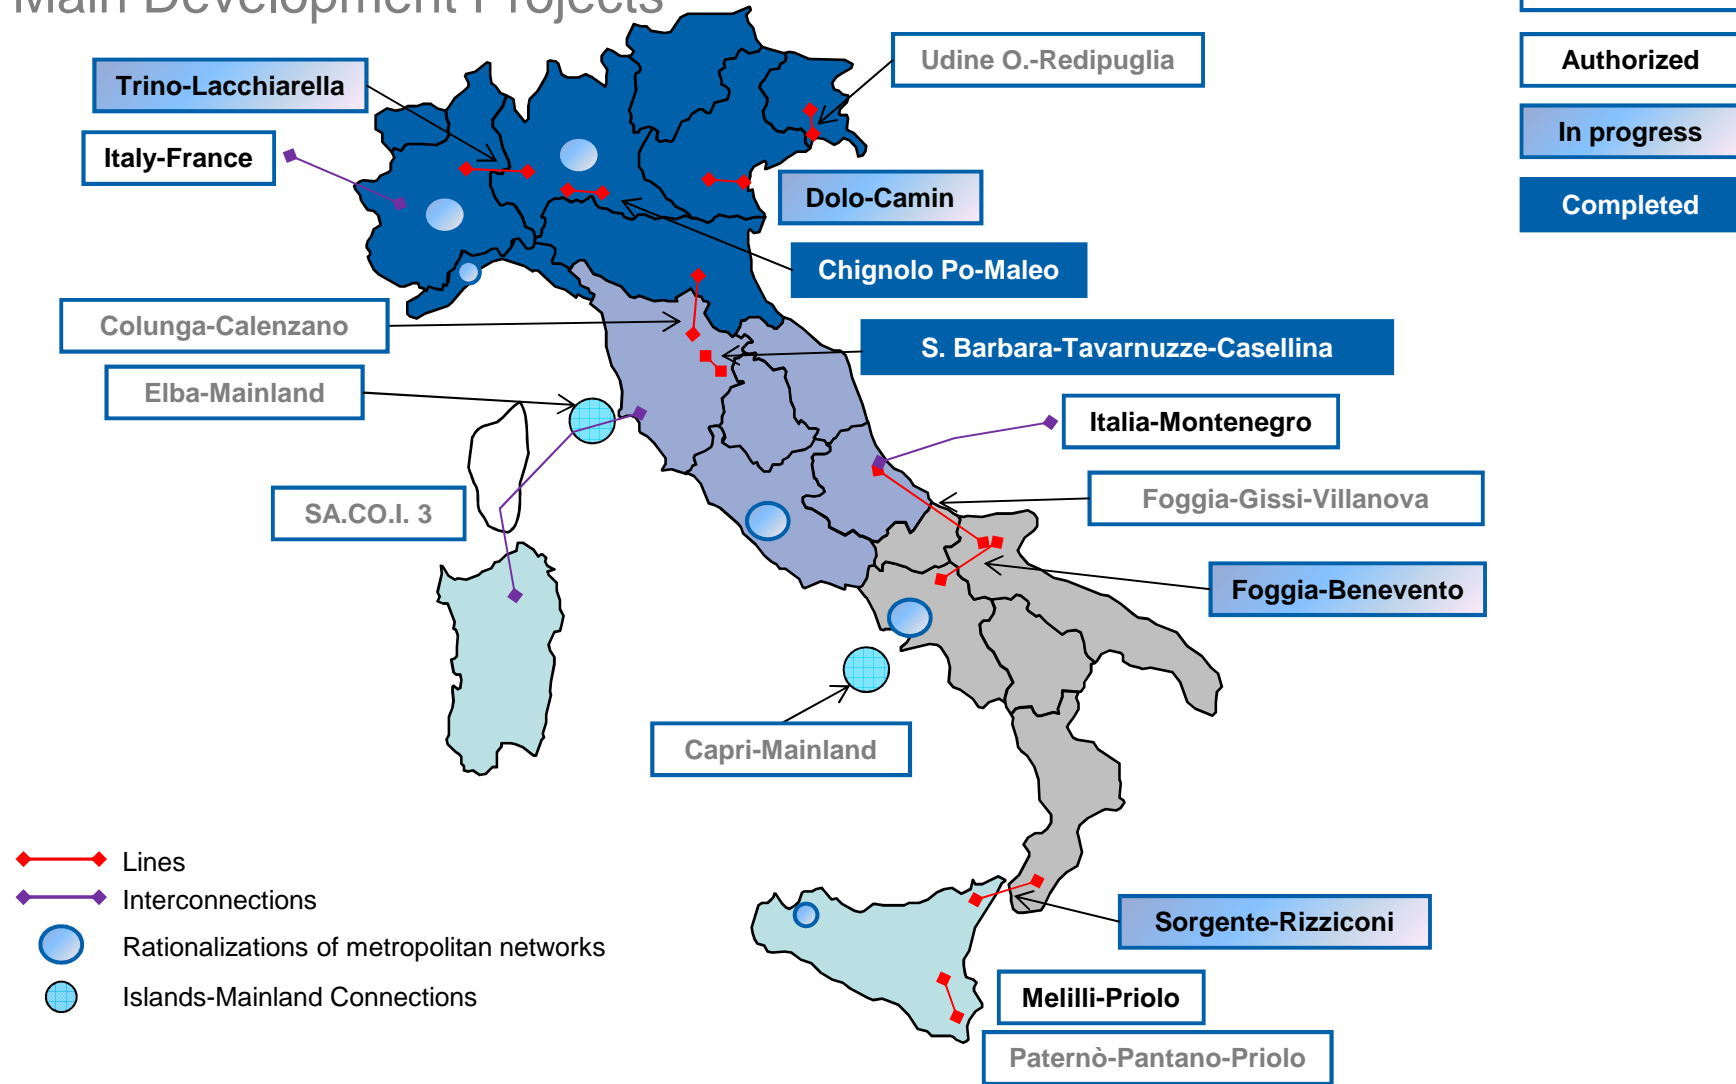 Main Development Projects
Udine O.-Redipuglia
Authorized
Trino-Lacchiarella
In progress
Italy-France
Dolo-Camin
Completed
Chignolo Po-Maleo
Colunga-Calenzano
S. Barbara-Tavarnuzze-Casellina
Elba-Mainland
Italia-Montenegro
SA.CO.I. 3
Foggia-Gissi-Villanova
Foggia-Benevento
Capri-Mainland
Lines
Interconnections
Rationalizations of metropolitan networks
Islands-Mainland Connections
Sorgente-Rizziconi
Melilli-Priolo
Paternò-Pantano-Priolo